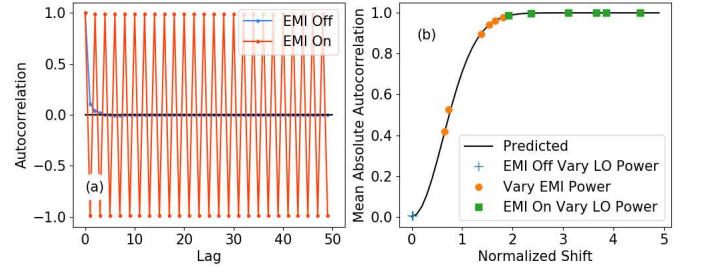 1.0
0.5
0.0
−0.5
−1.0
Autocorrelation
0 10 20 30 40 50
Lag
(a)
EMI Off
EMI On
1.0
0.8
0.6
0.4
0.2
0.0
Mean Absolute Autocorrelation
0 1 2 3 4 5
Normalized Shift
(b)
Predicted
EMI Off Vary LO Power
Vary EMI Power
EMI On Vary LO Power